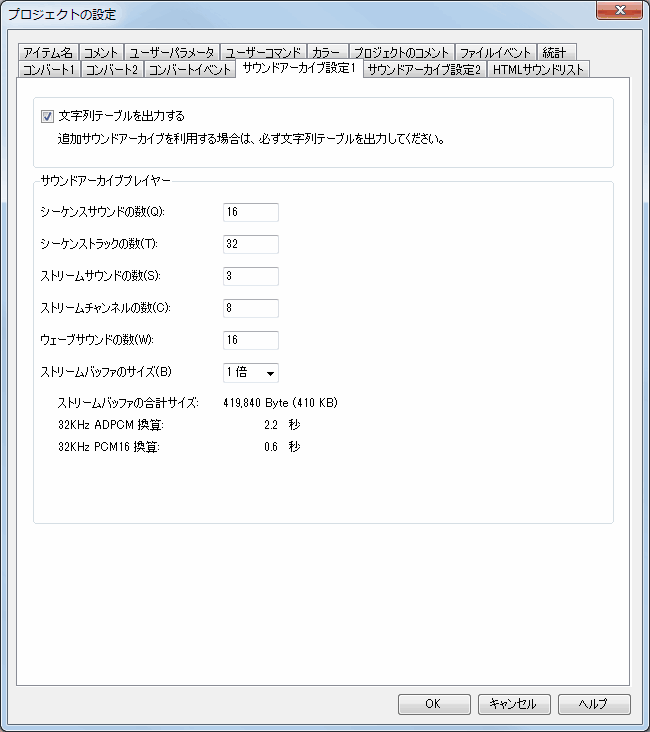 プロジェクトの設定
アイテム名 コメント ユーザーパラメータ ユーザーコマンド カラー プロジェクトのコメント ファイルイベント 統計
コンバート1 コンバート2 コンバートイベント サウンドアーカイブ設定1 サウンドアーカイブ設定2 HTMLサウンドリスト
文字列テーブルを出力する
追加サウンドアーカイブを利用する場合は、必ず文字列テーブルを出力してください。
サウンドアーカイブプレイヤー
シーケンスサウンドの数(Q): 16
シーケンストラックの数(T): 32
ストリームサウンドの数(S): 3
ストリームチャンネルの数(C): 8
ウェーブサウンドの数(W): 16
ストリームバッファのサイズ(B) 1 倍
ストリームバッファの合計サイズ: 419,840 Byte (410 KB)
32KHz ADPCM 換算: 2.2 秒
32KHz PCM16 換算: 0.6 秒
OK キャンセル ヘルプ